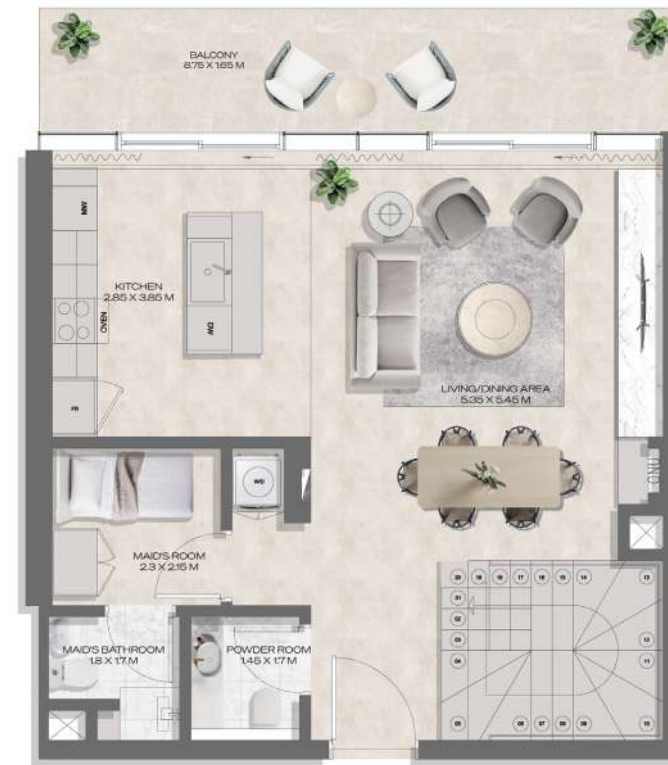 BALCONY
8.75 X 1.65 M
MW
KITCHEN
2.85 X 3.85 M
OVEN
DW
FR
LIVING/DINING AREA
5.35 X 5.45 M
WD
MAID'S ROOM
2.3 X 2.15 M
MAID'S BATHROOM
1.8 X 1.7 M
POWDER ROOM
1.45 X 1.7 M
20 19 18 17 16 15 14 13
01
02
03 12
04 11
05 06 07 08 09 10